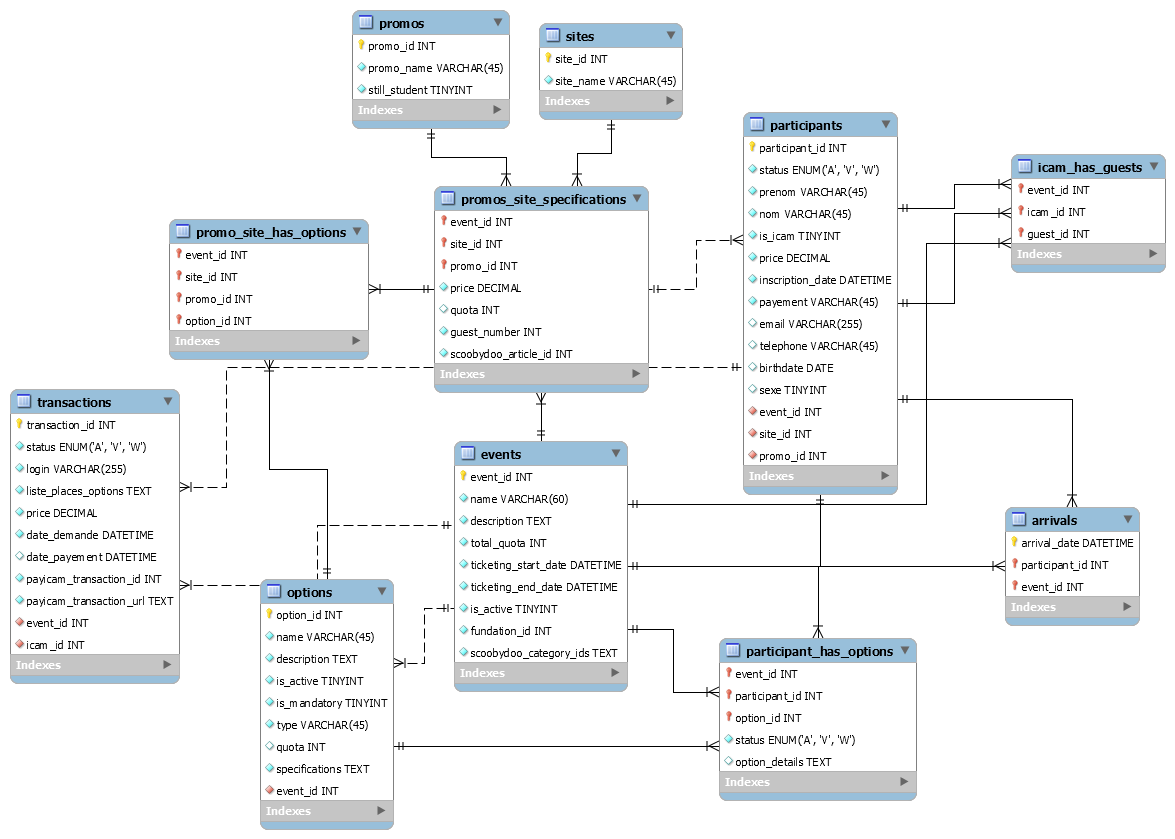 promos
promo_id INT
promo_name VARCHAR(45)
still_student TINYINT
Indexes
sites
site_id INT
site_name VARCHAR(45)
Indexes
participants
participant_id INT
status ENUM('A', 'V', 'W')
prenom VARCHAR(45)
nom VARCHAR(45)
is_icam TINYINT
price DECIMAL
inscription_date DATETIME
payement VARCHAR(45)
email VARCHAR(255)
telephone VARCHAR(45)
birthdate DATE
sexe TINYINT
event_id INT
site_id INT
promo_id INT
Indexes
icam_has_guests
event_id INT
icam_id INT
guest_id INT
Indexes
promos_site_specifications
event_id INT
site_id INT
promo_id INT
price DECIMAL
quota INT
guest_number INT
scoobydoo_article_id INT
Indexes
promo_site_has_options
event_id INT
site_id INT
promo_id INT
option_id INT
Indexes
transactions
transaction_id INT
status ENUM('A', 'V', 'W')
login VARCHAR(255)
liste_places_options TEXT
price DECIMAL
date_demande DATETIME
date_payement DATETIME
payicam_transaction_id INT
payicam_transaction_url TEXT
event_id INT
icam_id INT
Indexes
events
event_id INT
name VARCHAR(60)
description TEXT
total_quota INT
ticketing_start_date DATETIME
ticketing_end_date DATETIME
is_active TINYINT
fundation_id INT
scoobydoo_category_ids TEXT
Indexes
arrivals
arrival_date DATETIME
participant_id INT
event_id INT
Indexes
options
option_id INT
name VARCHAR(45)
description TEXT
is_active TINYINT
is_mandatory TINYINT
type VARCHAR(45)
quota INT
specifications TEXT
event_id INT
Indexes
participant_has_options
event_id INT
participant_id INT
option_id INT
status ENUM('A', 'V', 'W')
option_details TEXT
Indexes